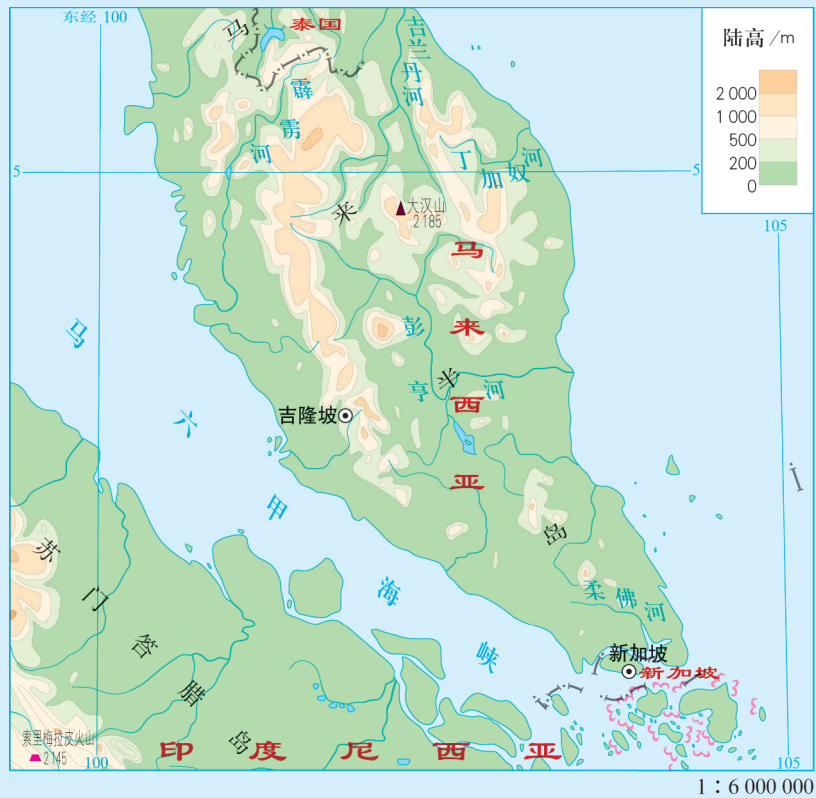 东经 100
泰国
陆高 /m
2 000
1 000
500
200
0
马来半岛
吉兰丹河
霹雳河
丁加奴河
5
5
大汉山
2 185
105
马来西亚
马六甲海峡
彭亨河
吉隆坡
苏门答腊岛
柔佛河
新加坡
新加坡
索里梅拉皮火山
2 145
印度尼西亚
100
105
1：6 000 000